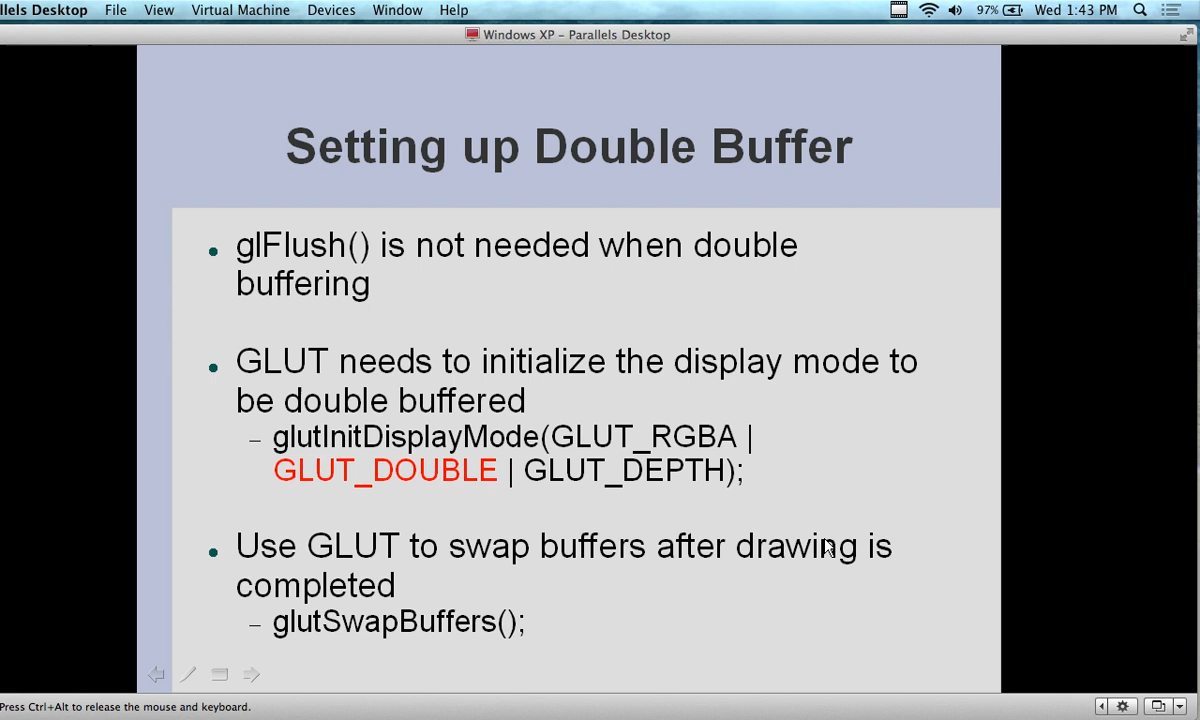 llels Desktop File View Virtual Machine Devices Window Help 97% Wed 1:43 PM
Windows XP - Parallels Desktop
Setting up Double Buffer
• glFlush() is not needed when double
buffering
• GLUT needs to initialize the display mode to
be double buffered
– glutInitDisplayMode(GLUT_RGBA |
GLUT_DOUBLE | GLUT_DEPTH);
• Use GLUT to swap buffers after drawing is
completed
– glutSwapBuffers();
Press Ctrl+Alt to release the mouse and keyboard.